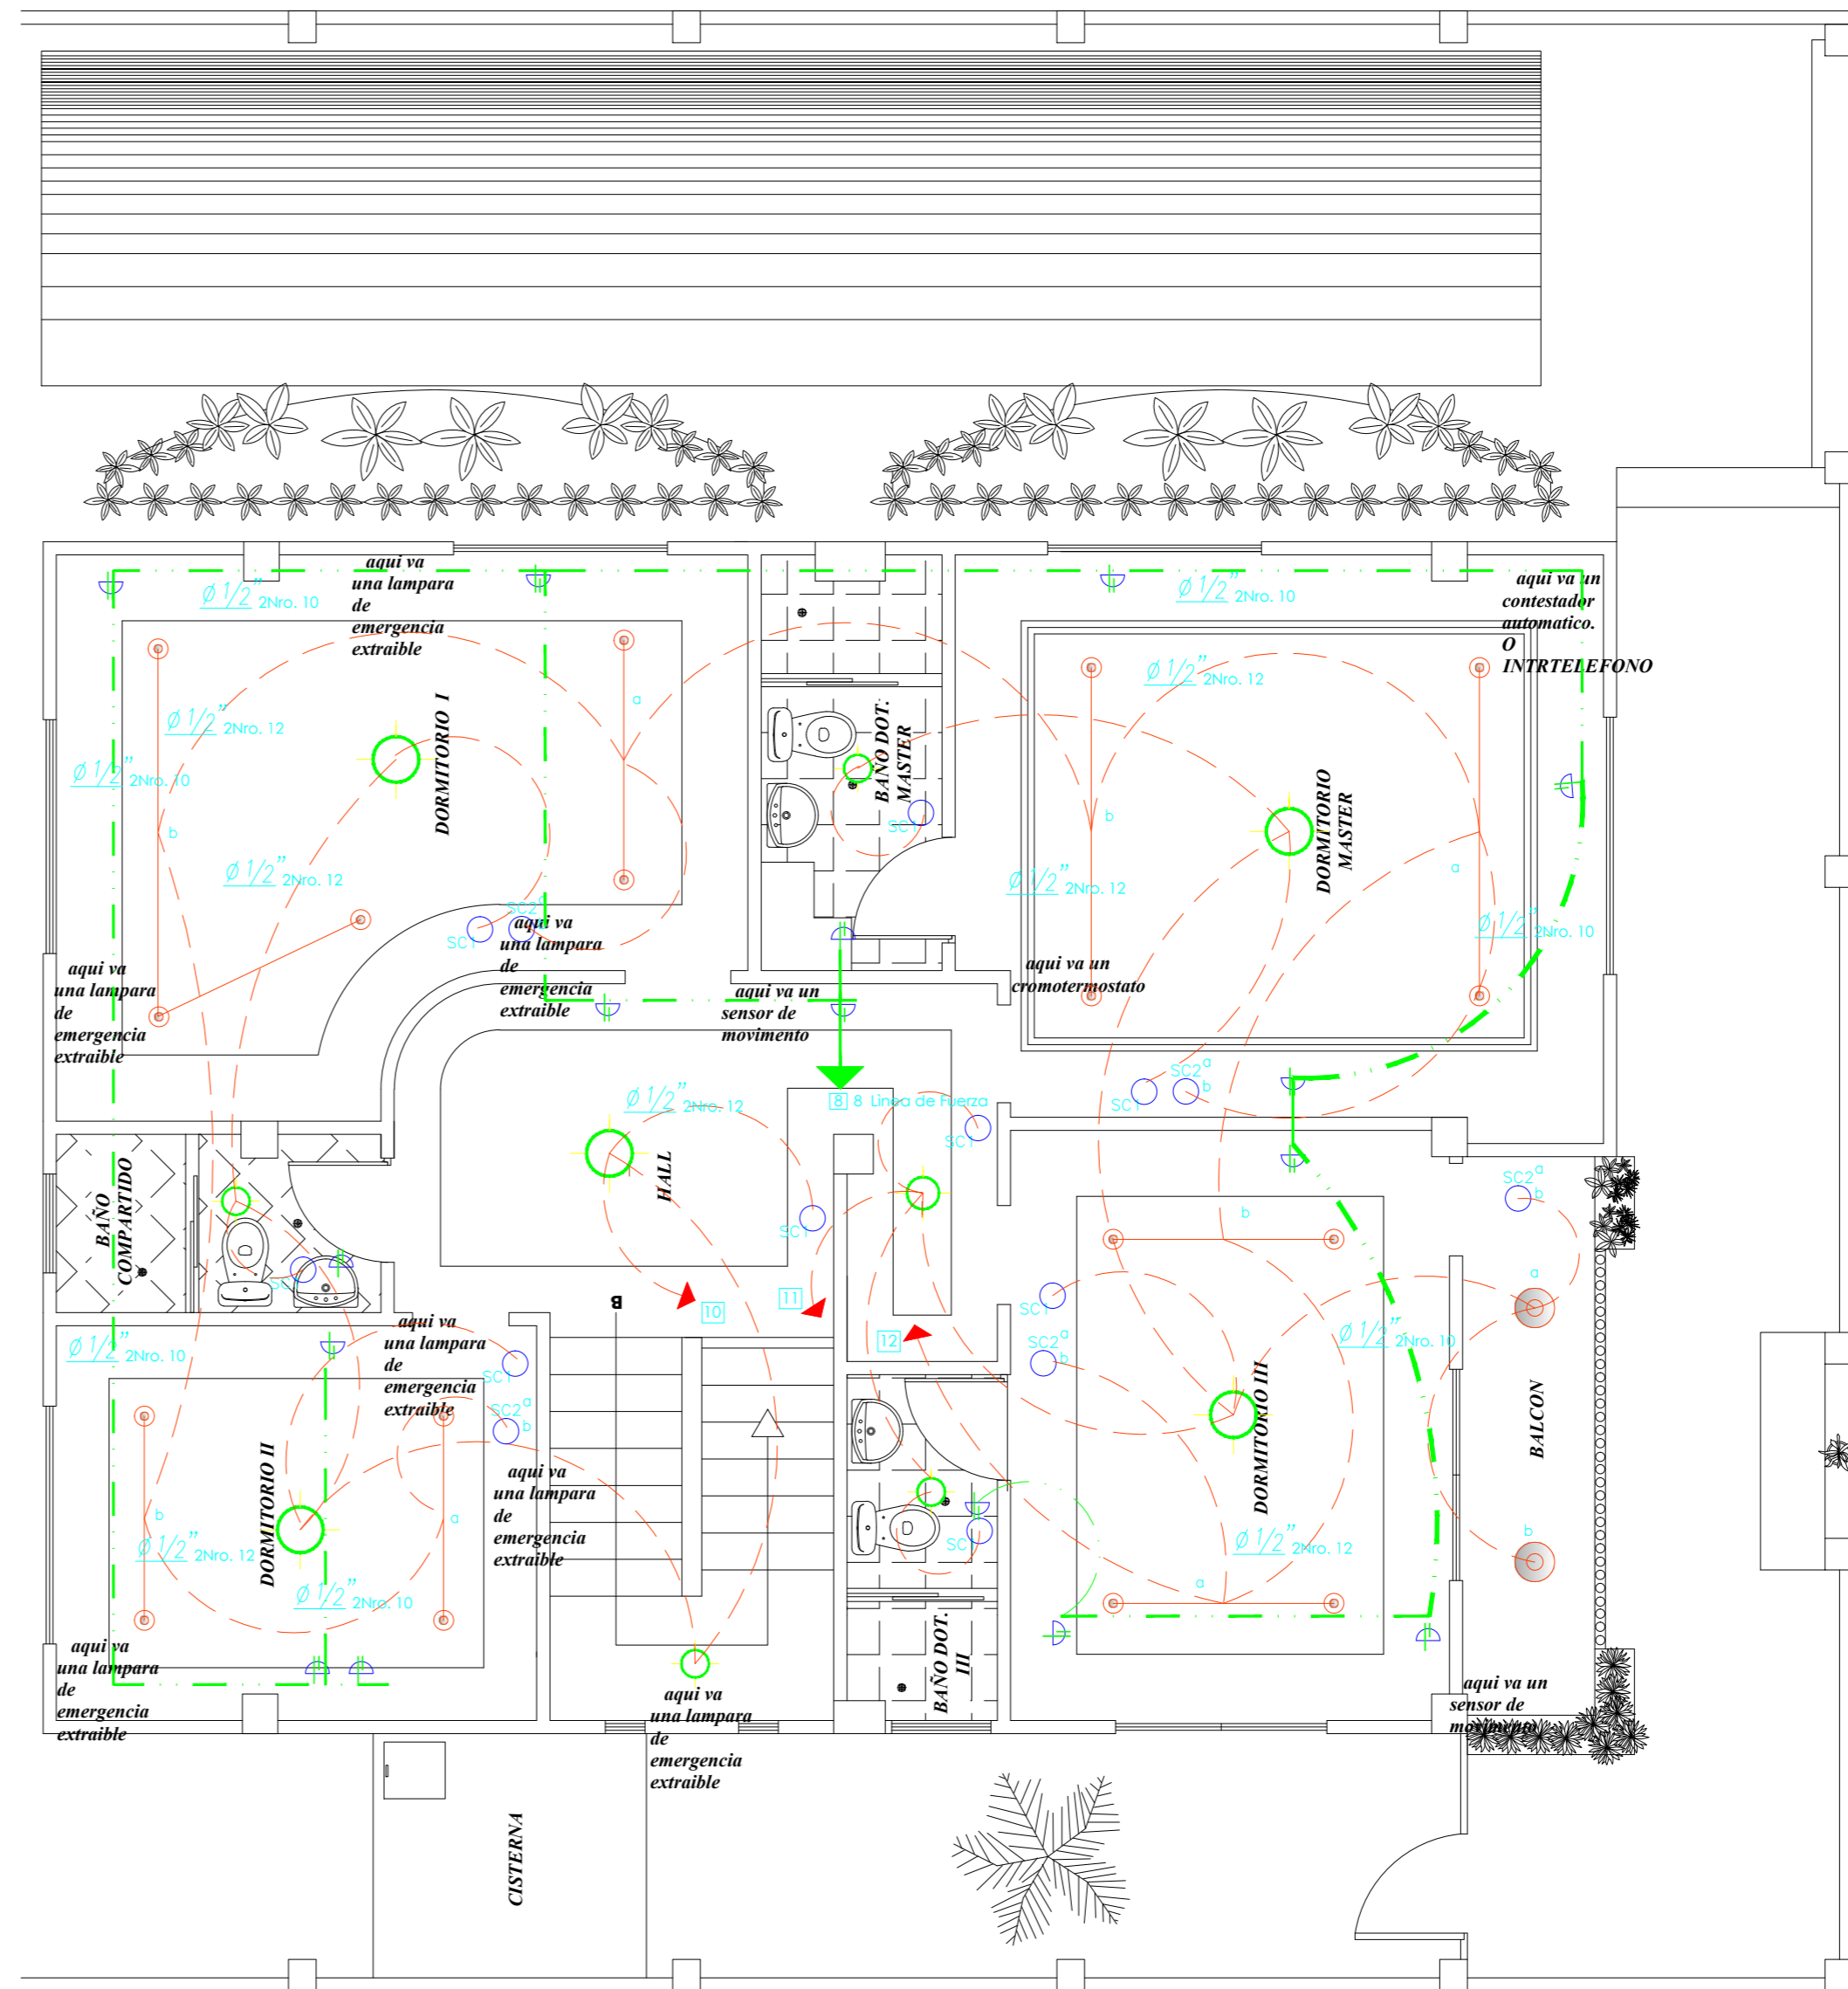 aqui va
una lampara
de
emergencia
extraible
Ø 1/2” 2Nro. 10
Ø 1/2” 2Nro. 10
aqui va un
contestador
automatico.
O
INTRTELEFONO
DORMITORIO I
a
Ø 1/2” 2Nro. 12
Ø 1/2” 2Nro. 10
b
Ø 1/2” 2Nro. 12
SC2 a
SC1
aqui va
una lampara
de
emergencia
extraible
aqui va
una lampara
de
emergencia
extraible
BAÑO DOT.
MASTER
SC1
Ø 1/2” 2Nro. 12
b
DORMITORIO
MASTER
a
Ø 1/2” 2Nro. 12
Ø 1/2” 2Nro. 10
aqui va un
cromotermostato
aqui va un
sensor de
movimento
SC2 a
b
SC1
8 8 Linea de Fuerza
Ø 1/2” 2Nro. 12
SC1
HALL
SC1
BAÑO
COMPARTIDO
SC1
10
11
12
B
SC2 a
b
b
a
SC1
SC2 a
b
Ø 1/2” 2Nro. 10
DORMITORIO III
BALCON
b
aqui va
una lampara
de
emergencia
extraible
Ø 1/2” 2Nro. 10
SC1
SC2 a
b
aqui va
una lampara
de
emergencia
extraible
DORMITORIO II
b
a
Ø 1/2” 2Nro. 12
Ø 1/2” 2Nro. 10
SC1
Ø 1/2” 2Nro. 12
a
BAÑO DOT.
III
aqui va
una lampara
de
emergencia
extraible
aqui va
una lampara
de
emergencia
extraible
aqui va un
sensor de
movimento
CISTERNA